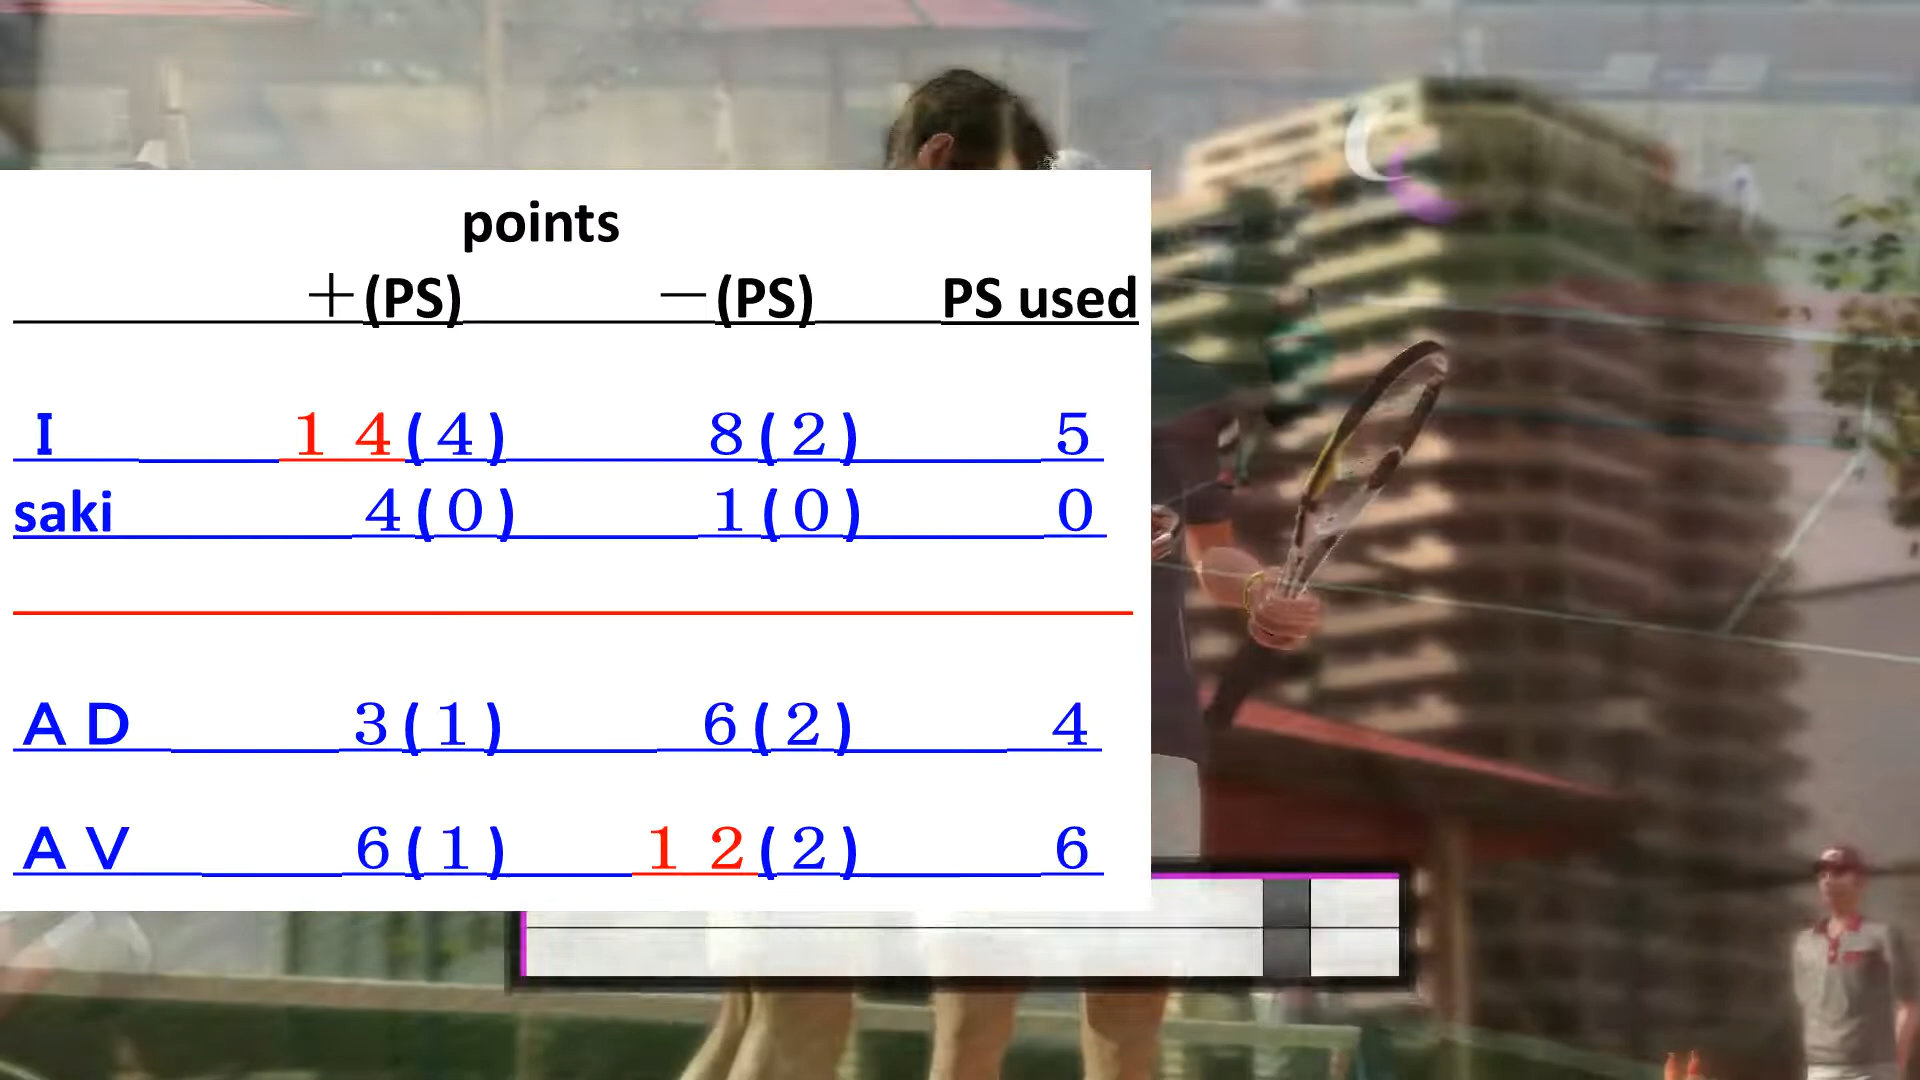 points
＋(PS) －(PS) PS used
I １４(４) ８(２) ５
saki ４(０) １(０) ０
ＡＤ ３(１) ６(２) ４
ＡＶ ６(１) １２(２) ６